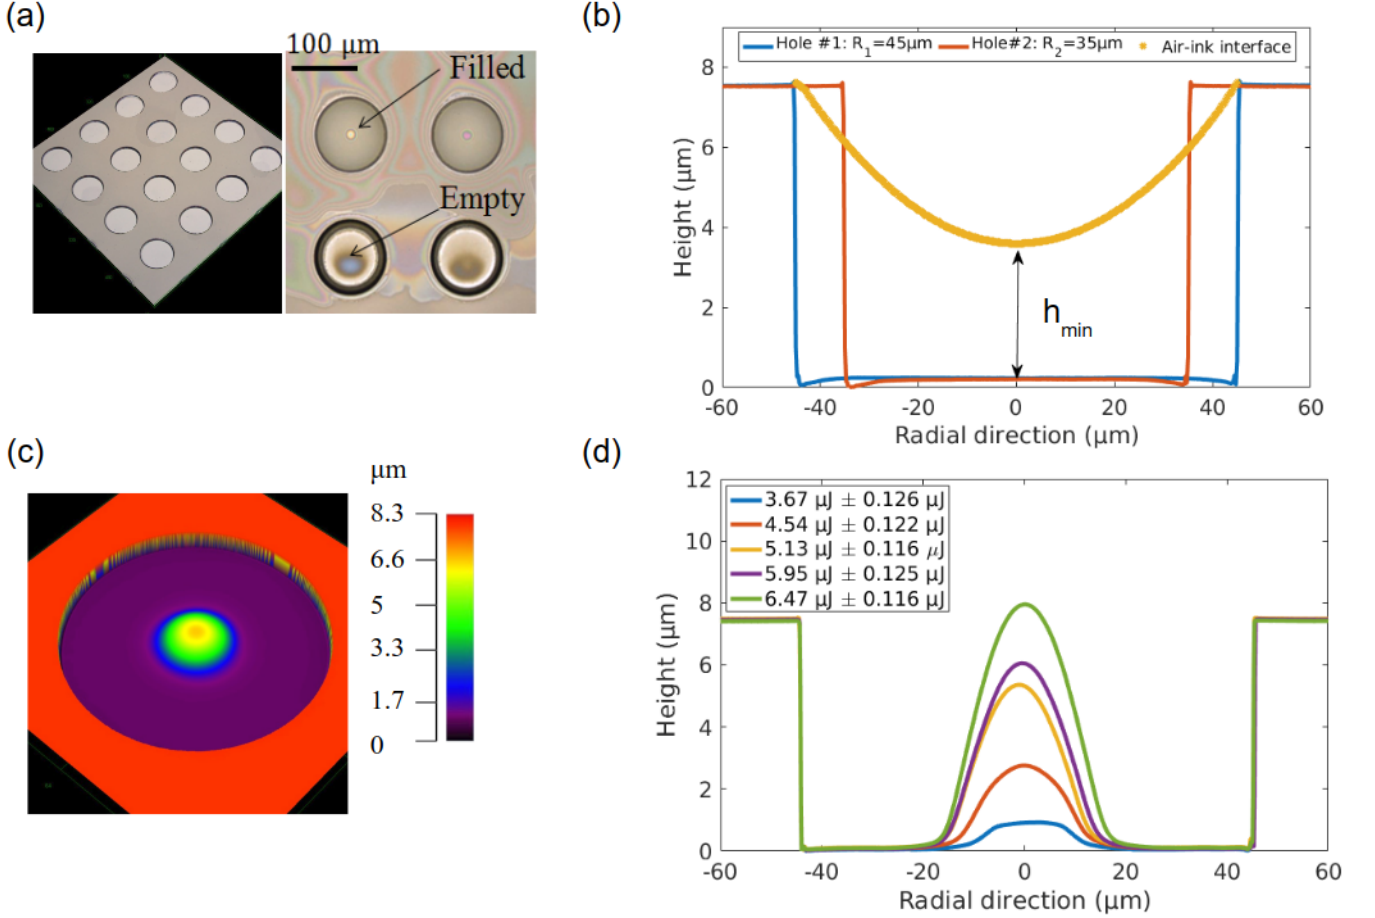 (a)
100 μm
Filled
Empty
(b)
Hole #1: R1=45μm
Hole#2: R2=35μm
Air-ink interface
Height (μm)
8
6
4
2
0
hmin
-60
-40
-20
0
20
40
60
Radial direction (μm)
(c)
μm
8.3
6.6
5
3.3
1.7
0
(d)
3.67 μJ ± 0.126 μJ
4.54 μJ ± 0.122 μJ
5.13 μJ ± 0.116 μJ
5.95 μJ ± 0.125 μJ
6.47 μJ ± 0.116 μJ
Height (μm)
12
10
8
6
4
2
0
-60
-40
-20
0
20
40
60
Radial direction (μm)